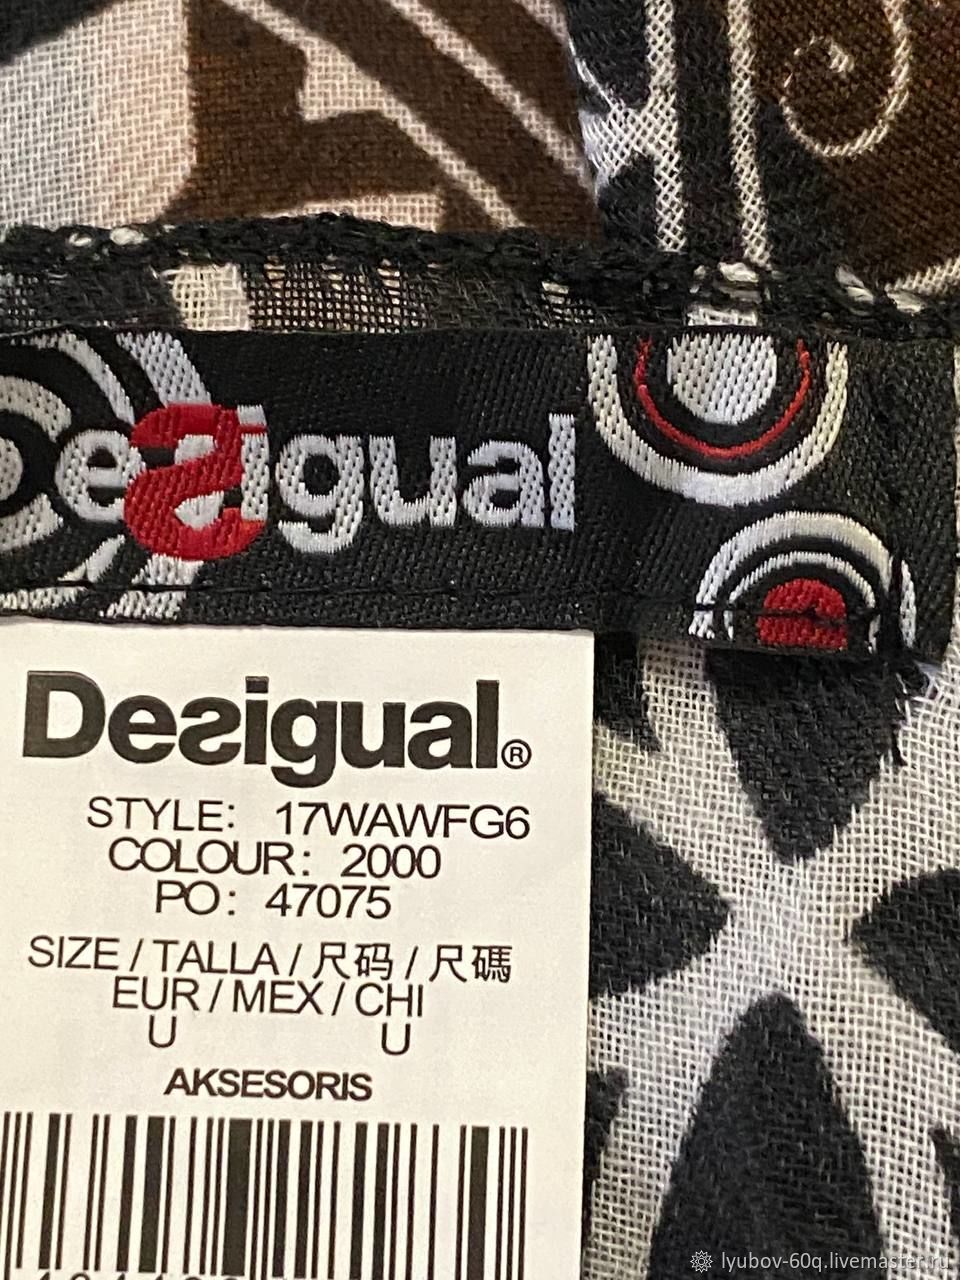 Desigual
Desigual®
STYLE: 17WAWFG6
COLOUR: 2000
PO: 47075
SIZE / TALLA / 尺码 / 尺碼
EUR / MEX / CHI
U U
AKSESORIS
lyubov-60q.livemaster.ru